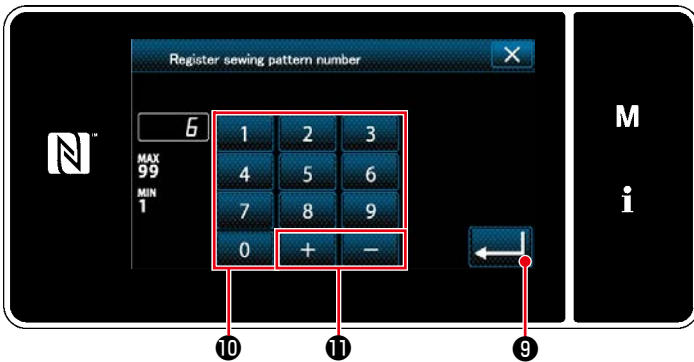 Register sewing pattern number
6
1 2 3
MAX
99
4 5 6
MIN
1
7 8 9
0 + −
N™
M
i
⓾ ⓫ ❾